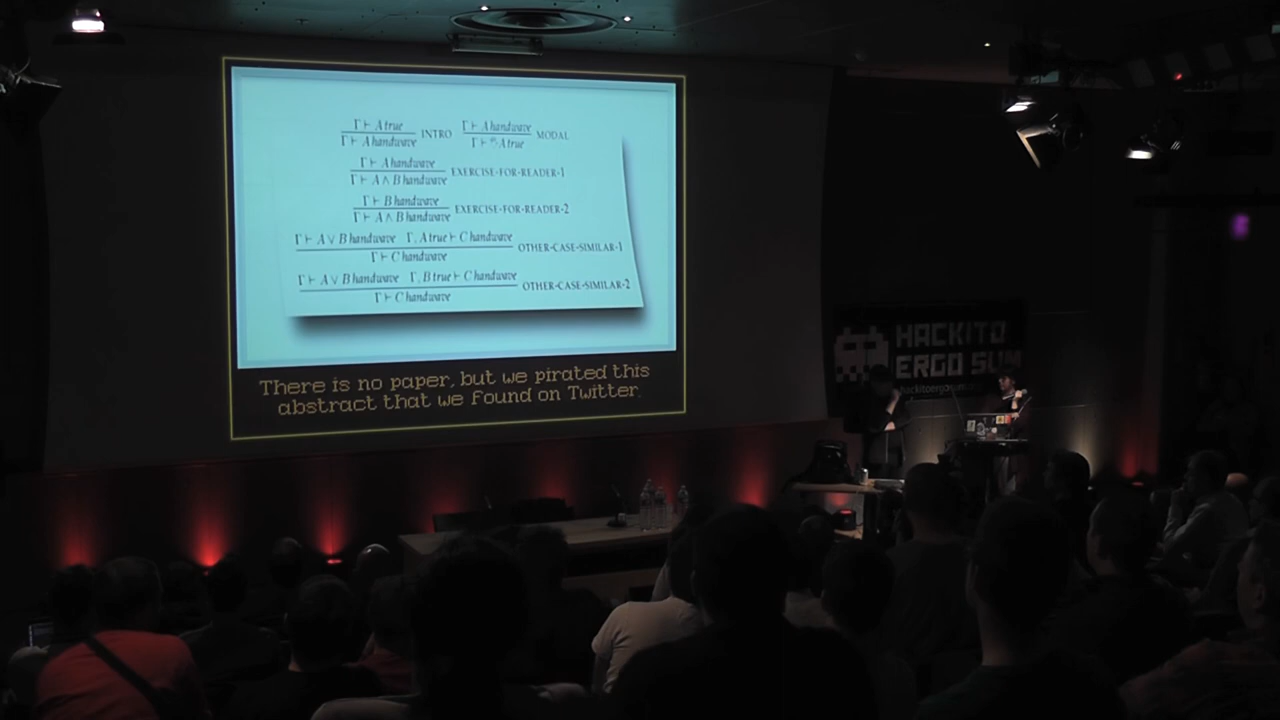 Γ ⊢ A true
Γ ⊢ A handwave
INTRO
Γ ⊢ A handwave
Γ ⊢ A true
MODAL
Γ ⊢ A handwave
Γ ⊢ A ∧ B handwave
EXERCISE-FOR-READER-1
Γ ⊢ B handwave
Γ ⊢ A ∧ B handwave
EXERCISE-FOR-READER-2
Γ ⊢ A ∨ B handwave Γ, A true ⊢ C handwave
Γ ⊢ C handwave
OTHER-CASE-SIMILAR-1
Γ ⊢ A ∨ B handwave Γ, B true ⊢ C handwave
Γ ⊢ C handwave
OTHER-CASE-SIMILAR-2
There is no paper, but we pirated this
abstract that we found on Twitter.
HACKITO
ERGO SUM